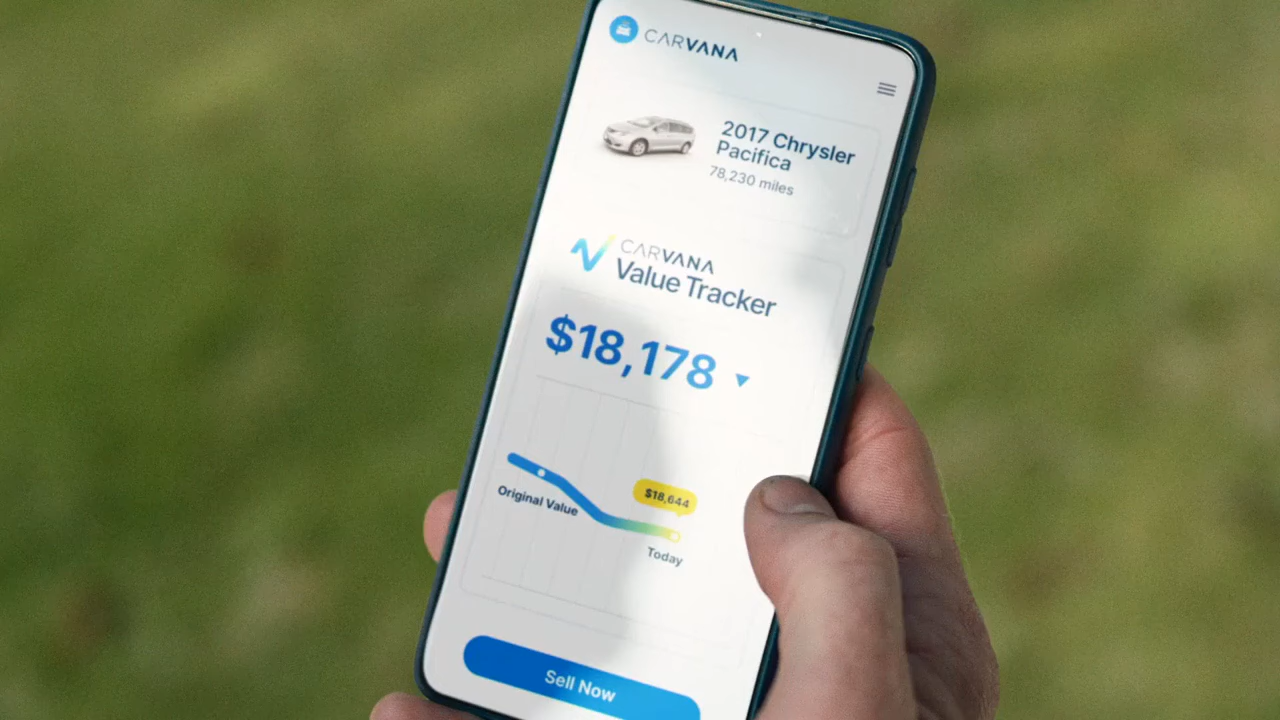 CARVANA
2017 Chrysler
Pacifica
78,230 miles
CARVANA
Value Tracker
$18,178
Original Value
$18,644
Today
Sell Now